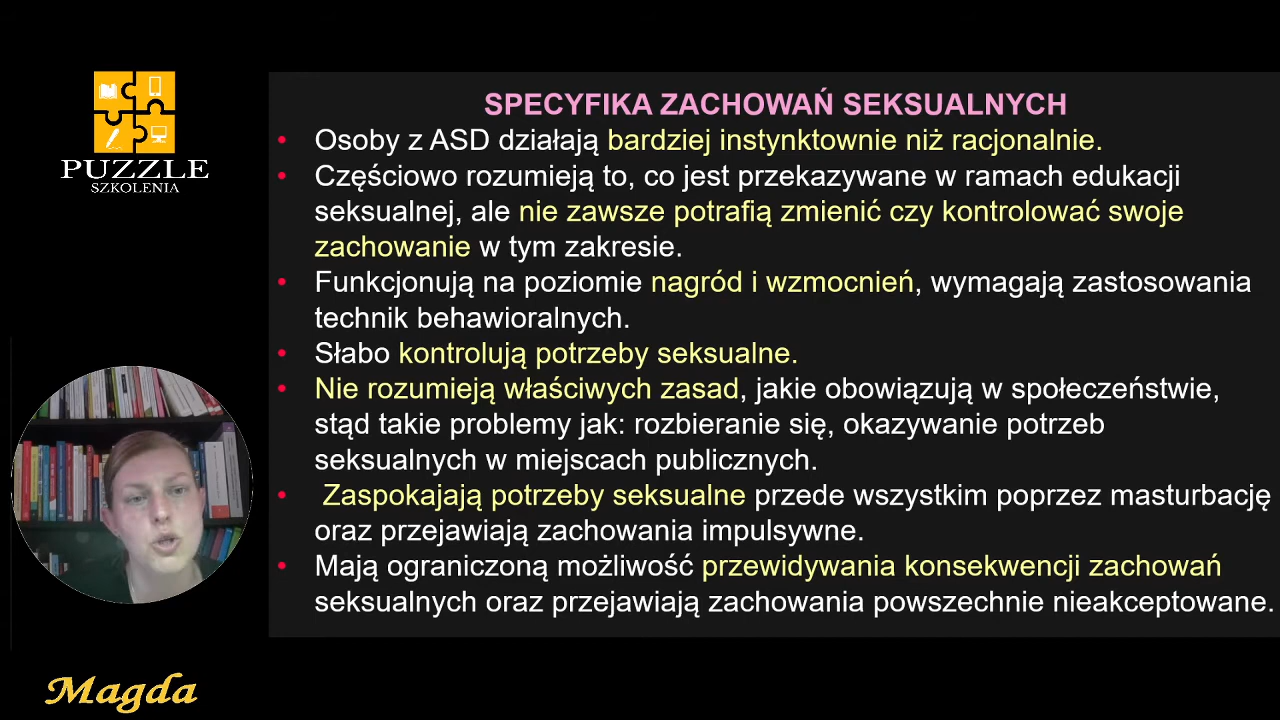 PUZZLE
SZKOLENIA
SPECYFIKA ZACHOWAŃ SEKSUALNYCH
• Osoby z ASD działają bardziej instynktownie niż racjonalnie.
• Częściowo rozumieją to, co jest przekazywane w ramach edukacji
seksualnej, ale nie zawsze potrafią zmienić czy kontrolować swoje
zachowanie w tym zakresie.
• Funkcjonują na poziomie nagród i wzmocnień, wymagają zastosowania
technik behawioralnych.
• Słabo kontrolują potrzeby seksualne.
• Nie rozumieją właściwych zasad, jakie obowiązują w społeczeństwie,
stąd takie problemy jak: rozbieranie się, okazywanie potrzeb
seksualnych w miejscach publicznych.
• Zaspokajają potrzeby seksualne przede wszystkim poprzez masturbację
oraz przejawiają zachowania impulsywne.
• Mają ograniczoną możliwość przewidywania konsekwencji zachowań
seksualnych oraz przejawiają zachowania powszechnie nieakceptowane.
Magda